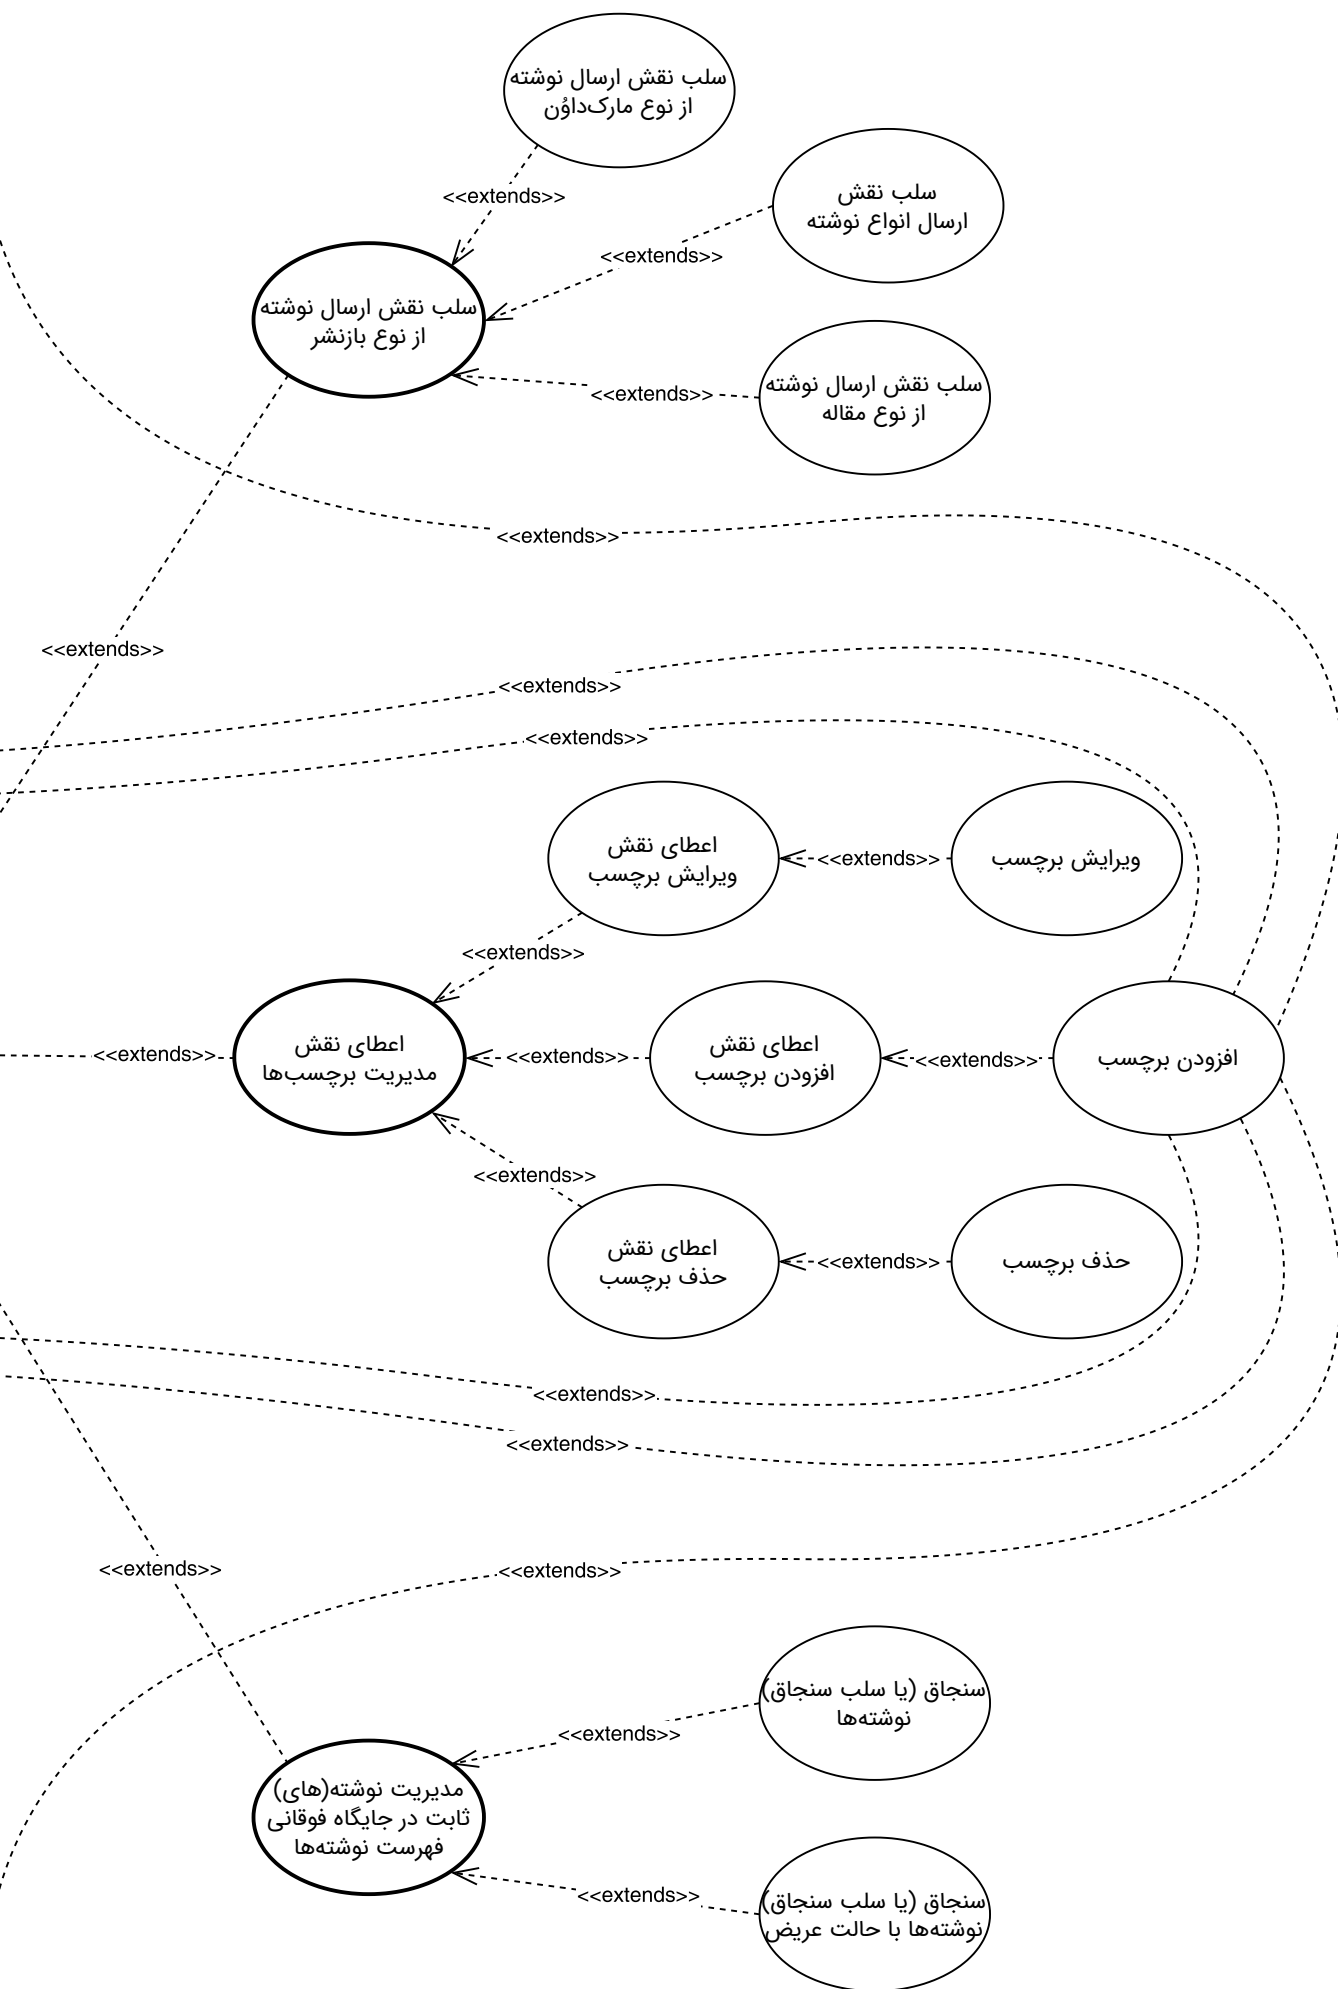 سلب نقش ارسال نوشته
از نوع مارک‌داوُن
<<extends>>
سلب نقش
ارسال انواع نوشته
<<extends>>
سلب نقش ارسال نوشته
از نوع بازنشر
سلب نقش ارسال نوشته
از نوع مقاله
<<extends>>
<<extends>>
<<extends>>
<<extends>>
<<extends>>
اعطای نقش
ویرایش برچسب
<<extends>>
ویرایش برچسب
<<extends>>
اعطای نقش
مدیریت برچسب‌ها
<<extends>>
<<extends>>
اعطای نقش
افزودن برچسب
<<extends>>
افزودن برچسب
<<extends>>
اعطای نقش
حذف برچسب
<<extends>>
حذف برچسب
<<extends>>
<<extends>>
<<extends>>
<<extends>>
سنجاق (یا سلب سنجاق)
نوشته‌ها
<<extends>>
مدیریت نوشته(های)
ثابت در جایگاه فوقانی
فهرست نوشته‌ها
<<extends>>
سنجاق (یا سلب سنجاق)
نوشته‌ها با حالت عریض